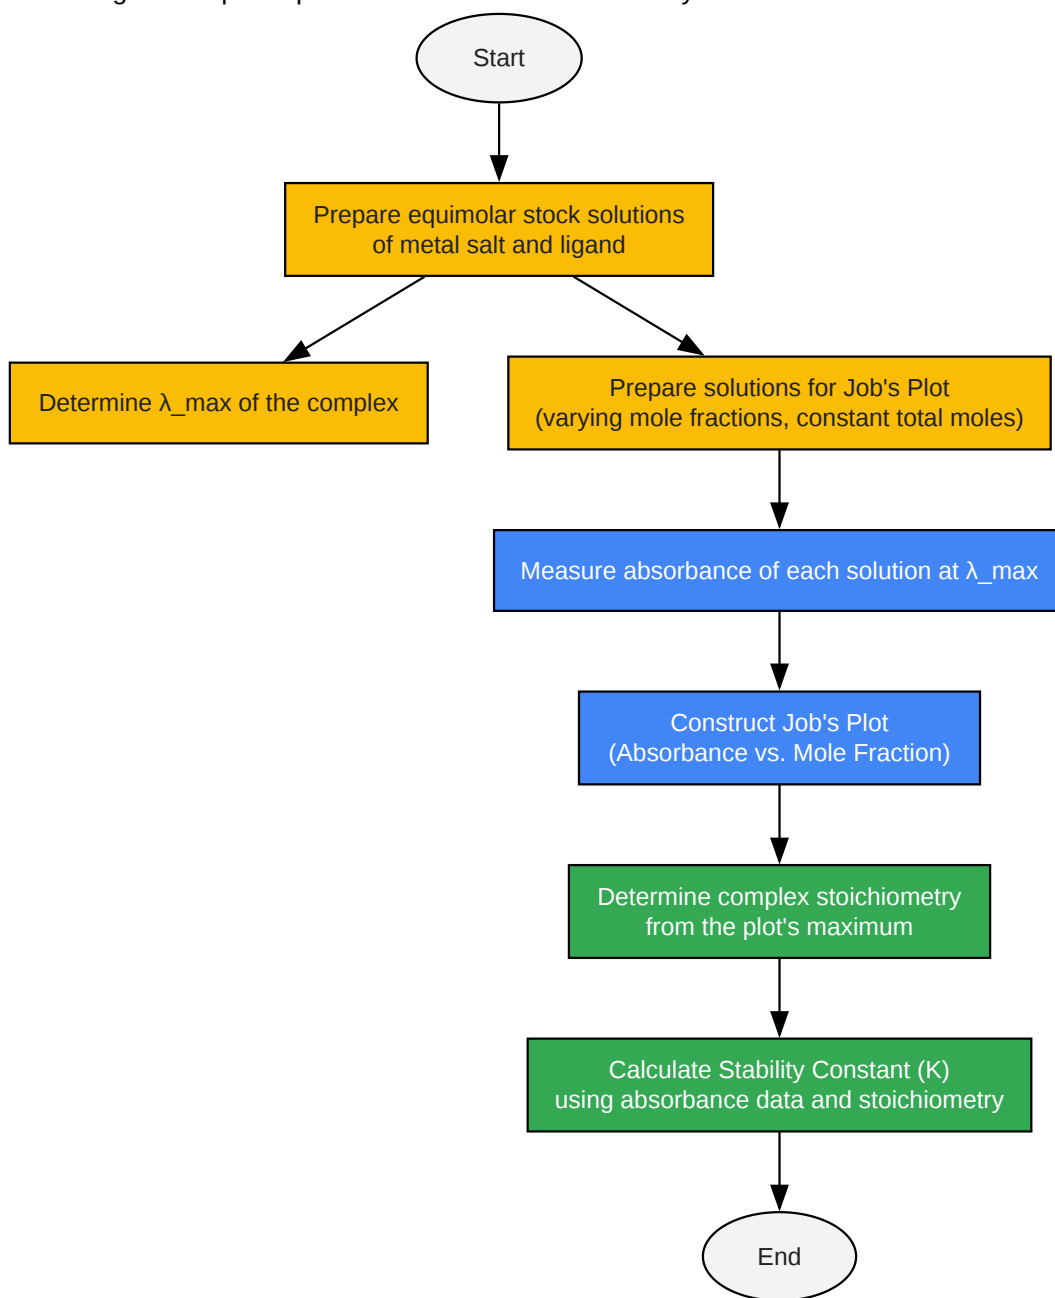 Start
Prepare equimolar stock solutions
of metal salt and ligand
Determine λ_max of the complex
Prepare solutions for Job's Plot
(varying mole fractions, constant total moles)
Measure absorbance of each solution at λ_max
Construct Job's Plot
(Absorbance vs. Mole Fraction)
Determine complex stoichiometry
from the plot's maximum
Calculate Stability Constant (K)
using absorbance data and stoichiometry
End